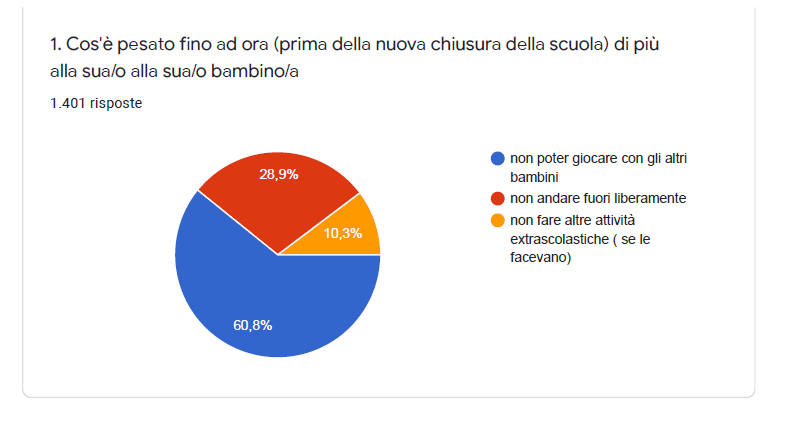 1. Cos'è pesato fino ad ora (prima della nuova chiusura della scuola) di più
alla sua/o alla sua/o bambino/a
1.401 risposte
28,9%
10,3%
60,8%
non poter giocare con gli altri
bambini
non andare fuori liberamente
non fare altre attività
extrascolastiche ( se le
facevano)